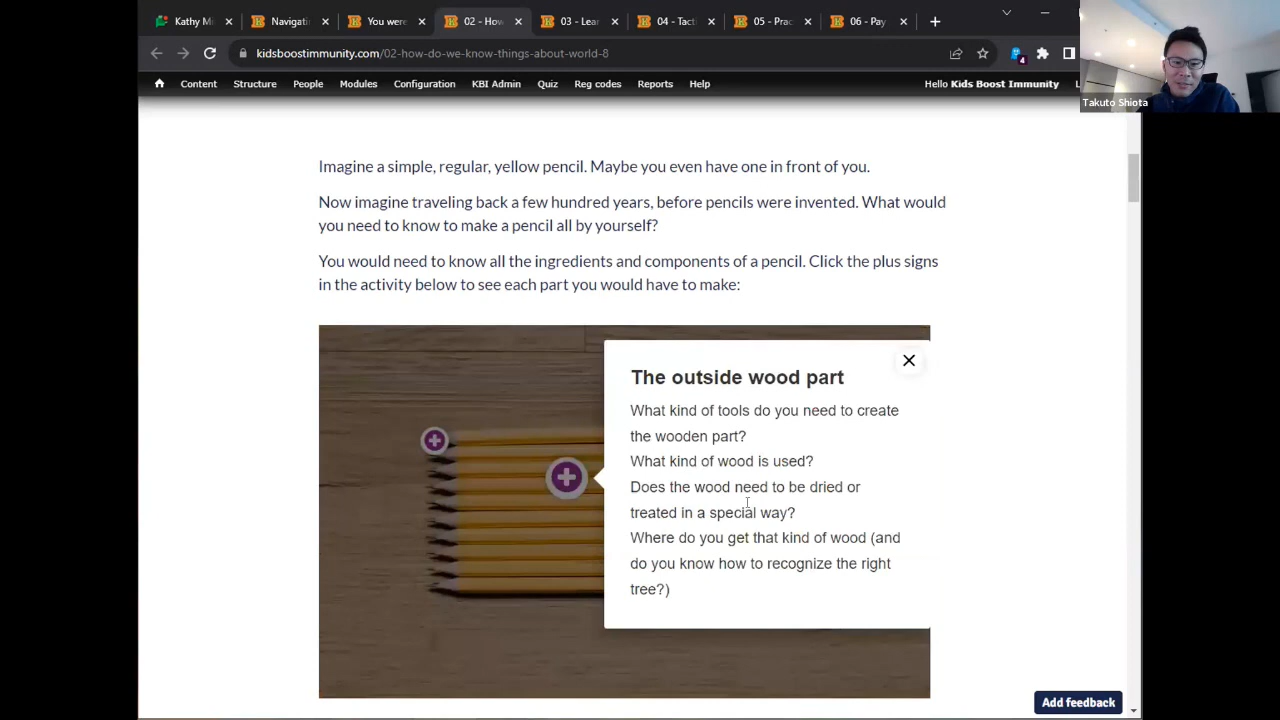 Kathy M
Navigati
You were
02 - How
03 - Lear
04 - Tacti
05 - Prac
06 - Pay
kidsboostimmunity.com/02-how-do-we-know-things-about-world-8
4
Content Structure People Modules Configuration KBI Admin Quiz Reg codes Reports Help
Hello Kids Boost Immunity
L
Takuto Shiota
Imagine a simple, regular, yellow pencil. Maybe you even have one in front of you.
Now imagine traveling back a few hundred years, before pencils were invented. What would
you need to know to make a pencil all by yourself?
You would need to know all the ingredients and components of a pencil. Click the plus signs
in the activity below to see each part you would have to make:
The outside wood part
What kind of tools do you need to create
the wooden part?
What kind of wood is used?
Does the wood need to be dried or
treated in a special way?
Where do you get that kind of wood (and
do you know how to recognize the right
tree?)
Add feedback